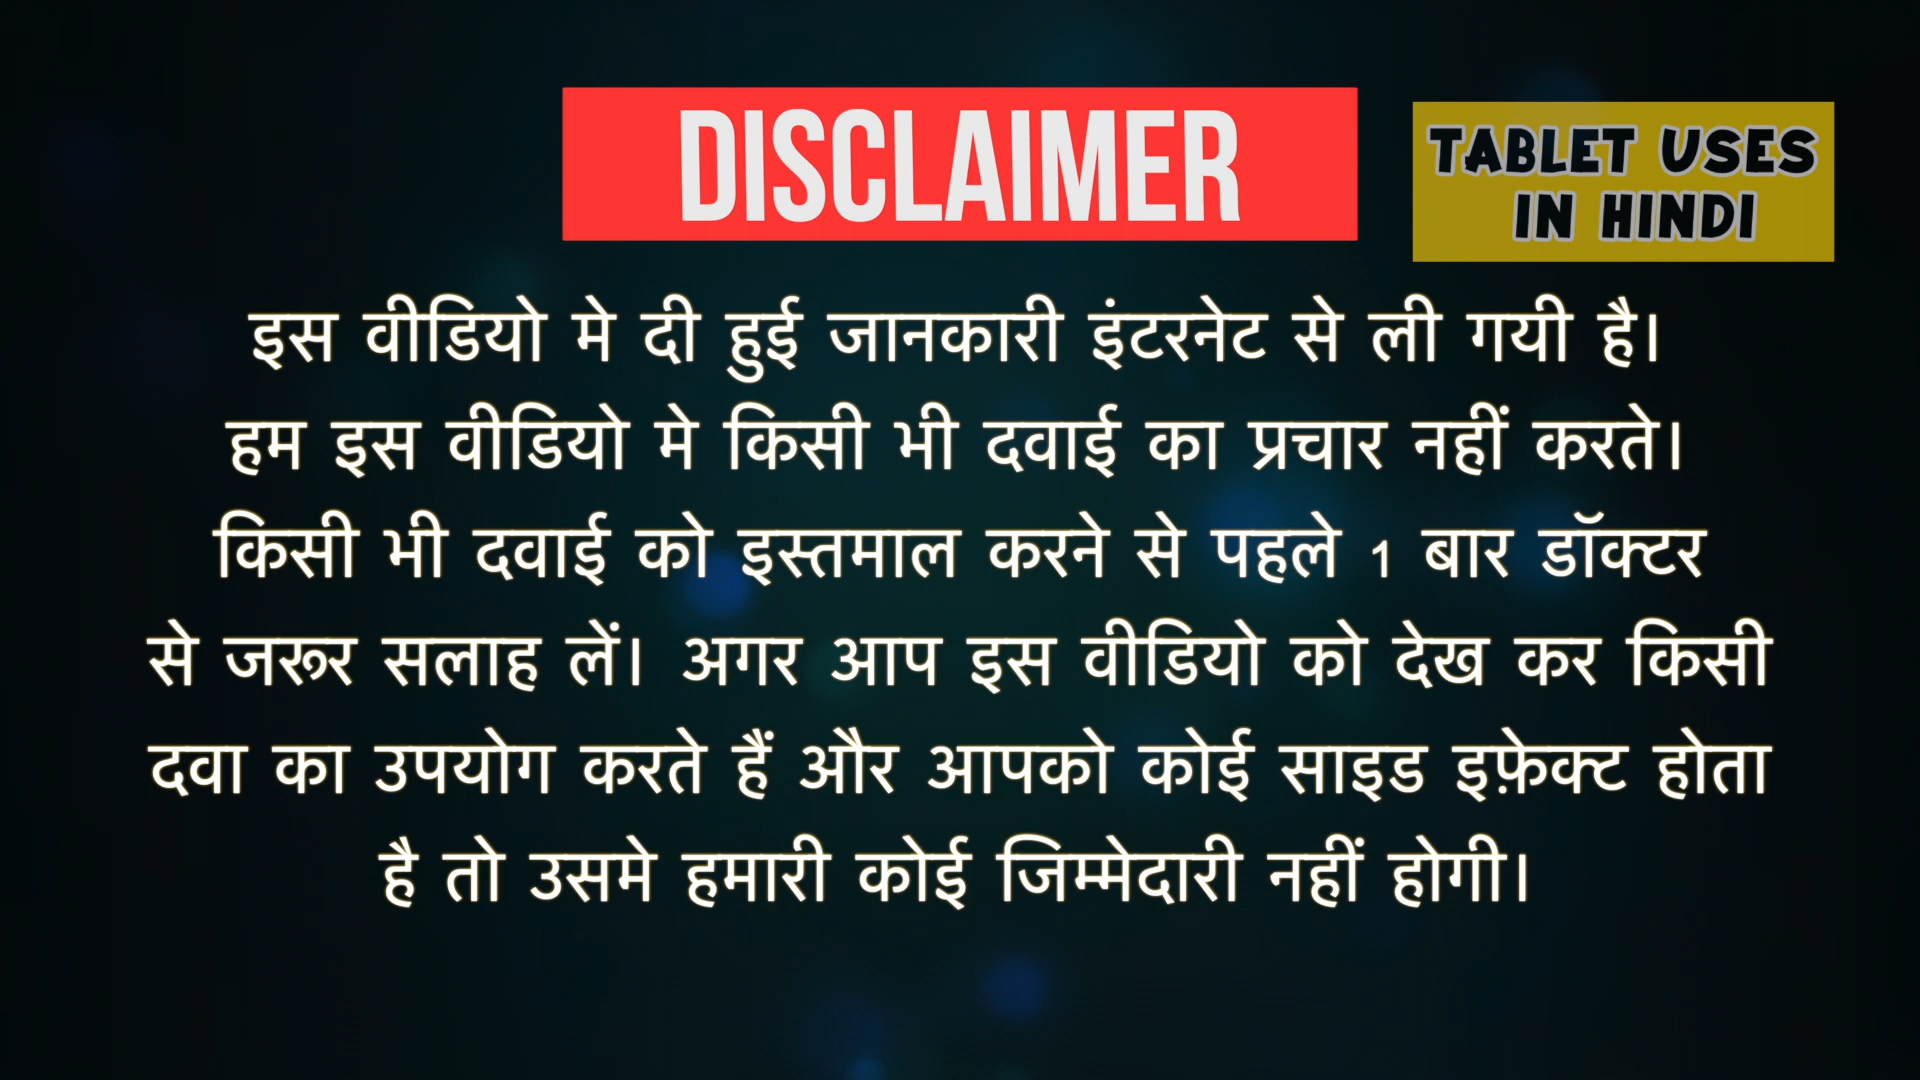 DISCLAIMER
TABLET USES
IN HINDI
इस वीडियो मे दी हुई जानकारी इंटरनेट से ली गयी है।
हम इस वीडियो मे किसी भी दवाई का प्रचार नहीं करते।
किसी भी दवाई को इस्तमाल करने से पहले 1 बार डॉक्टर
से जरूर सलाह लें। अगर आप इस वीडियो को देख कर किसी
दवा का उपयोग करते हैं और आपको कोई साइड इफ़ेक्ट होता
है तो उसमे हमारी कोई जिम्मेदारी नहीं होगी।